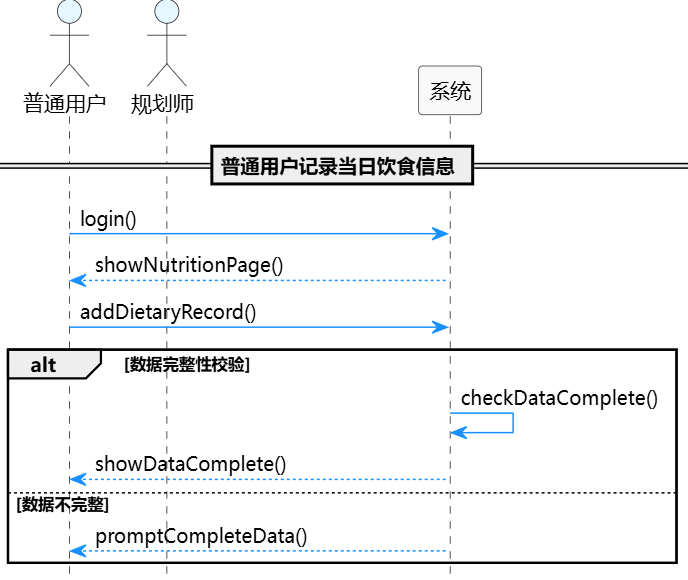 普通用户
规划师
系统
普通用户记录当日饮食信息
login()
showNutritionPage()
addDietaryRecord()
alt [数据完整性校验]
checkDataComplete()
showDataComplete()
[数据不完整]
promptCompleteData()